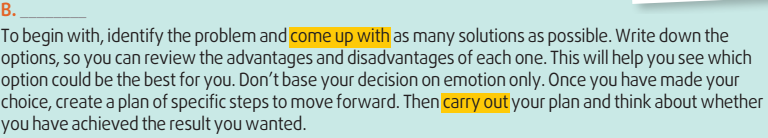 B. ________
To begin with, identify the problem and come up with as many solutions as possible. Write down the
options, so you can review the advantages and disadvantages of each one. This will help you see which
option could be the best for you. Don't base your decision on emotion only. Once you have made your
choice, create a plan of specific steps to move forward. Then carry out your plan and think about whether
you have achieved the result you wanted.